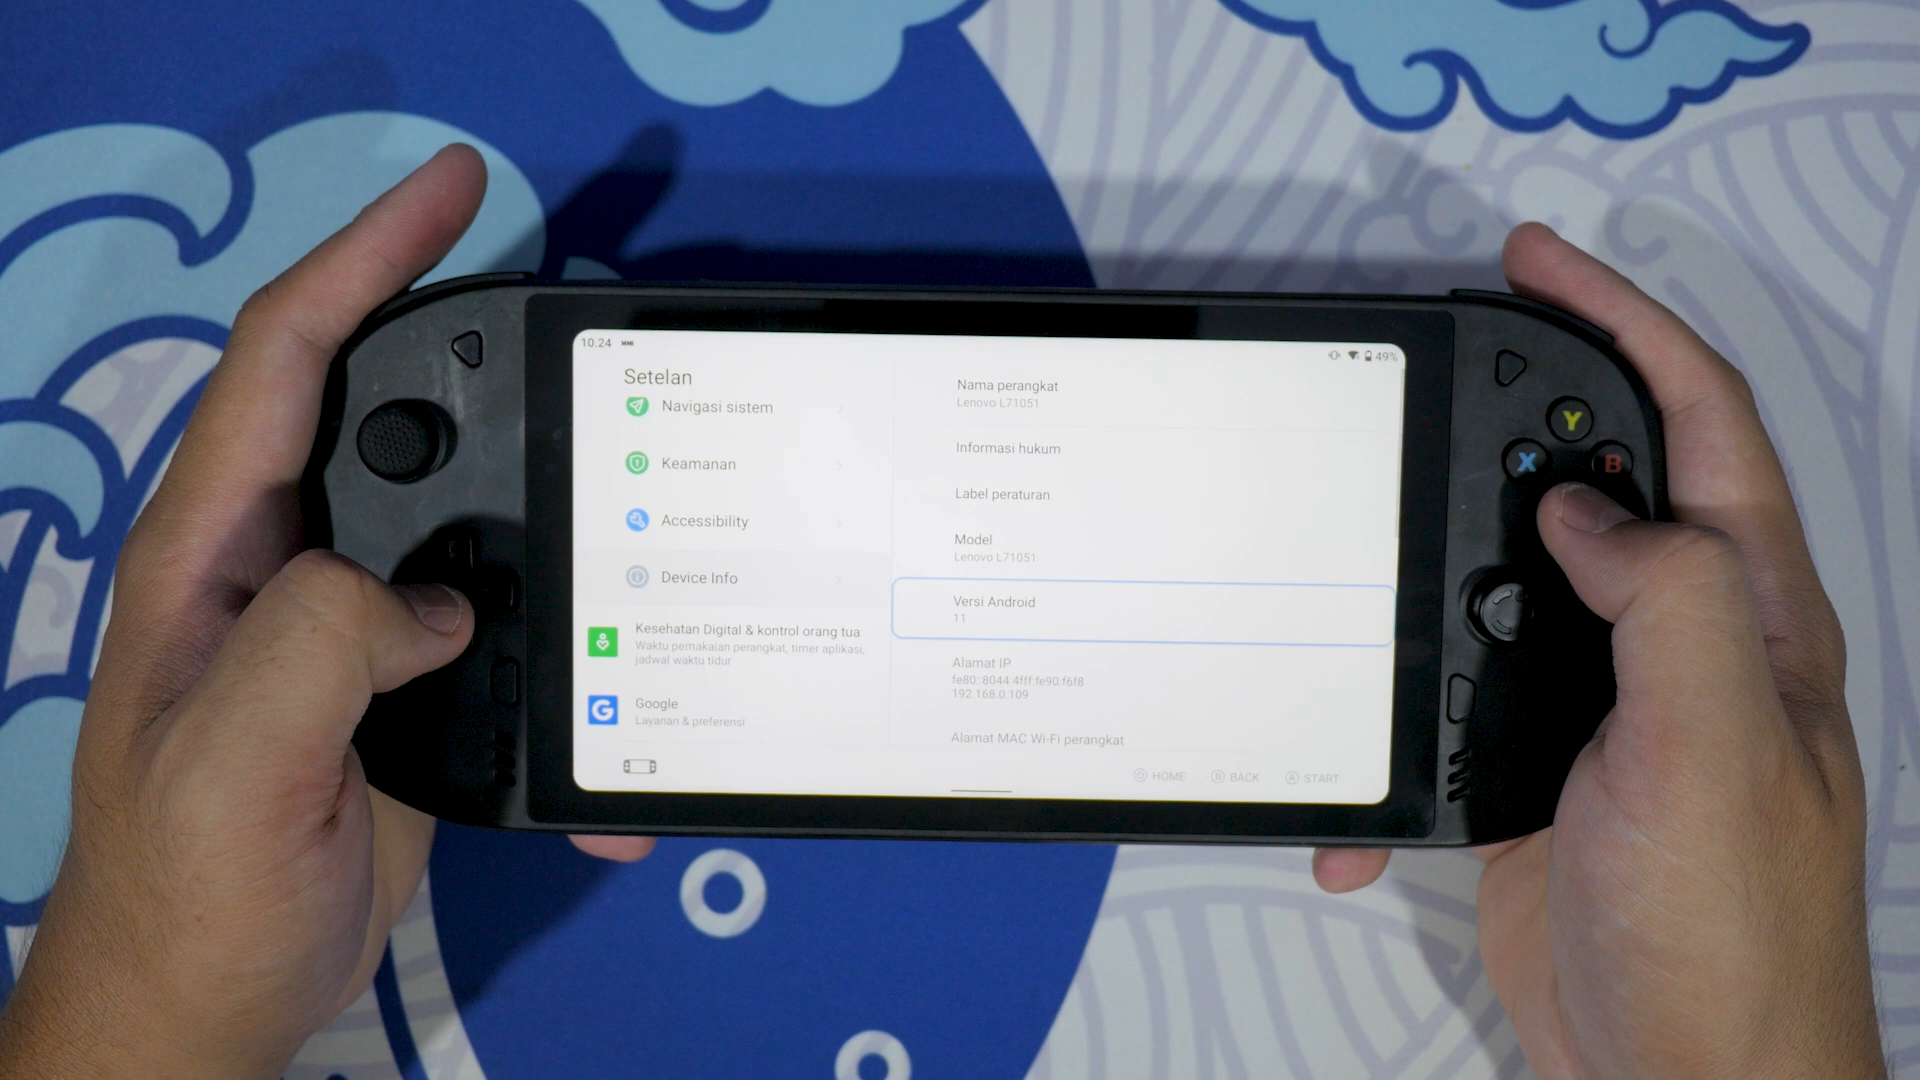 10.24
49%
Setelan
Navigasi sistem
Keamanan
Accessibility
Device Info
Kesehatan Digital & kontrol orang tua
Waktu pemakaian perangkat, timer aplikasi,
jadwal waktu tidur
G
Google
Layanan & preferensi
Nama perangkat
Lenovo L71051
Informasi hukum
Label peraturan
Model
Lenovo L71051
Versi Android
11
Alamat IP
fe80::8044:4fff:fe90:f6f8
192.168.0.109
Alamat MAC Wi-Fi perangkat
HOME
B BACK
A START
Y
X
B